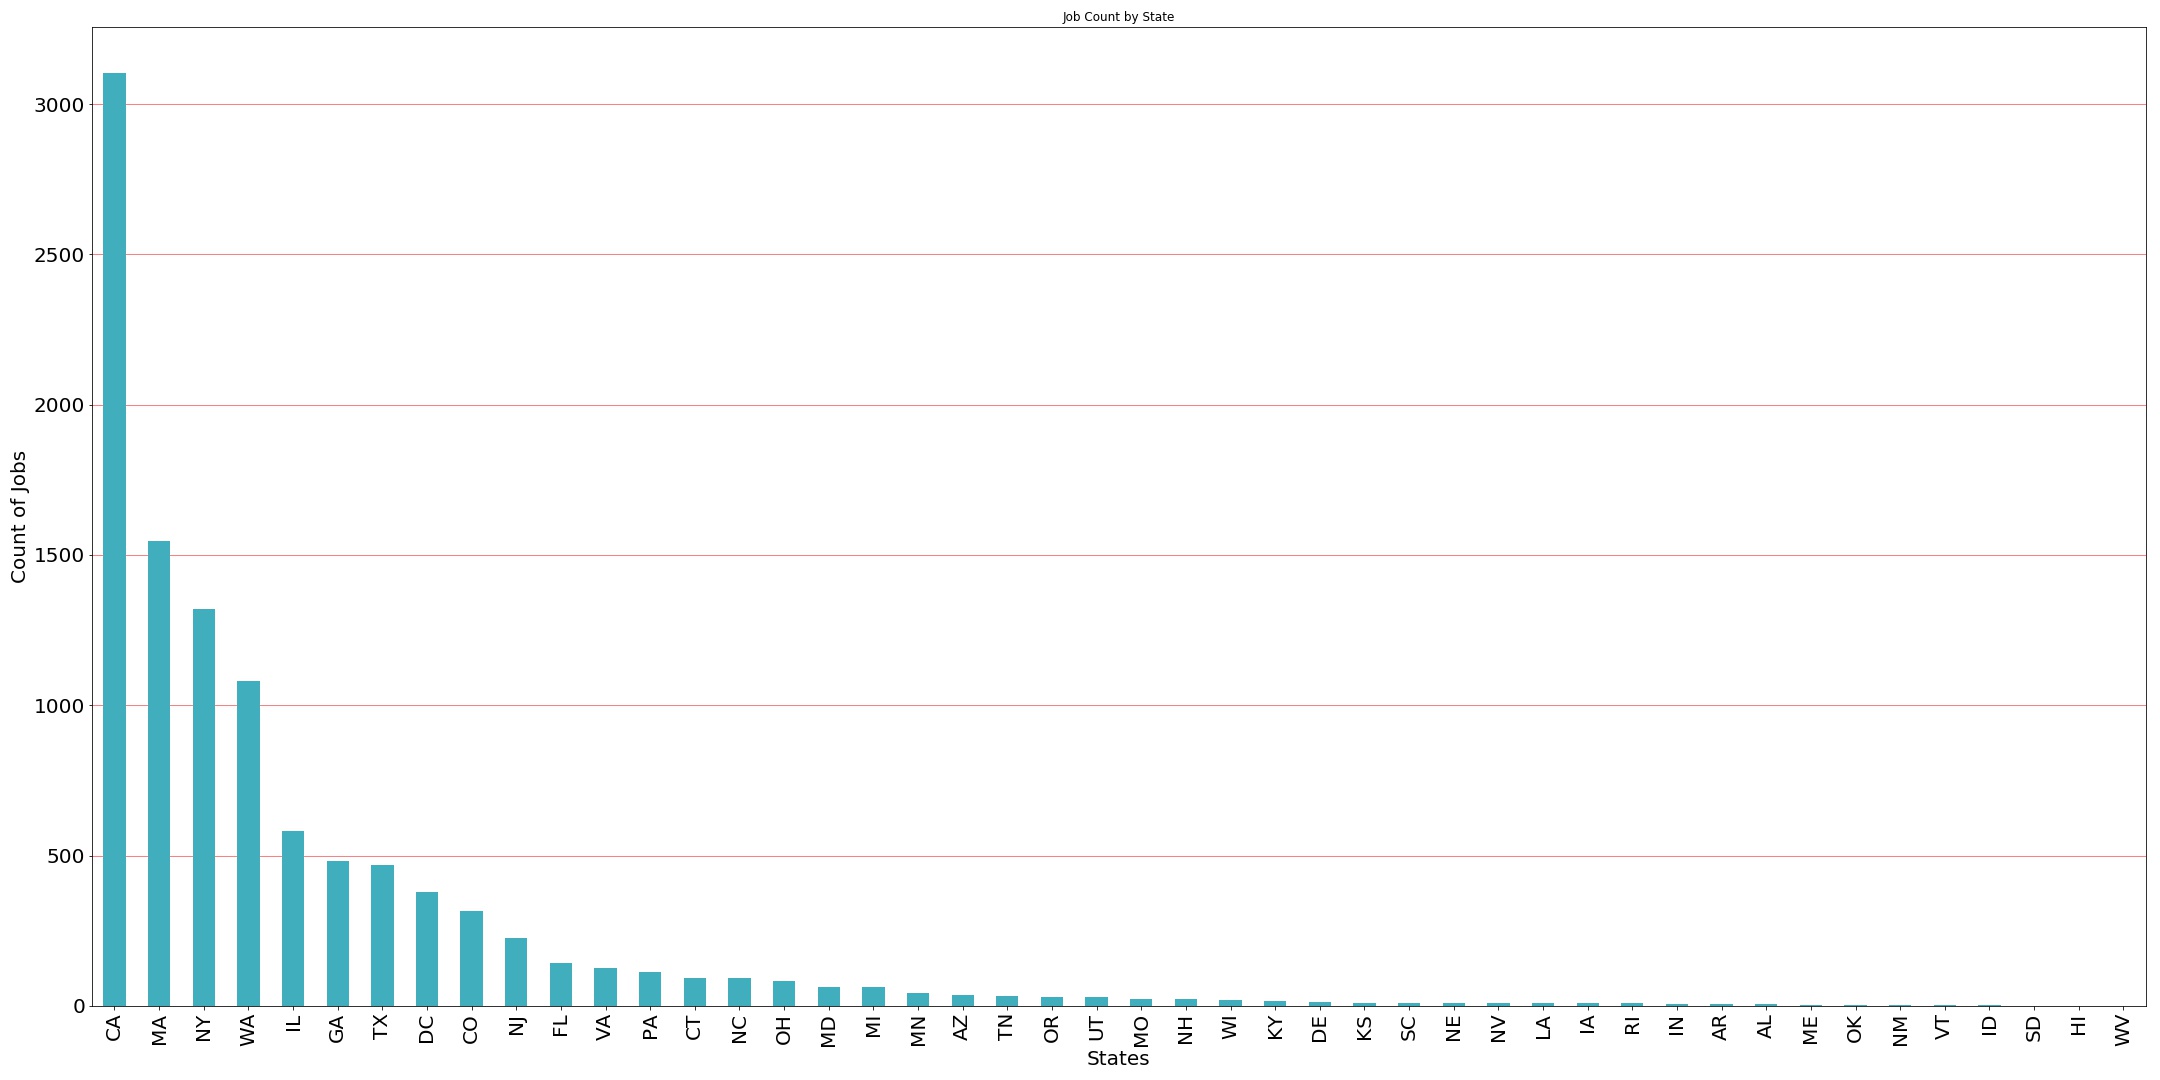 Job Count by State
Count of Jobs
3000
2500
2000
1500
1000
500
0
CA MA NY WA IL GA TX DC CO NJ FL VA PA CT NC OH MD MI MN AZ TN OR UT MO NH WI KY DE KS SC NE NV LA IA RI IN AR AL ME OK NM VT ID SD HI WV
States